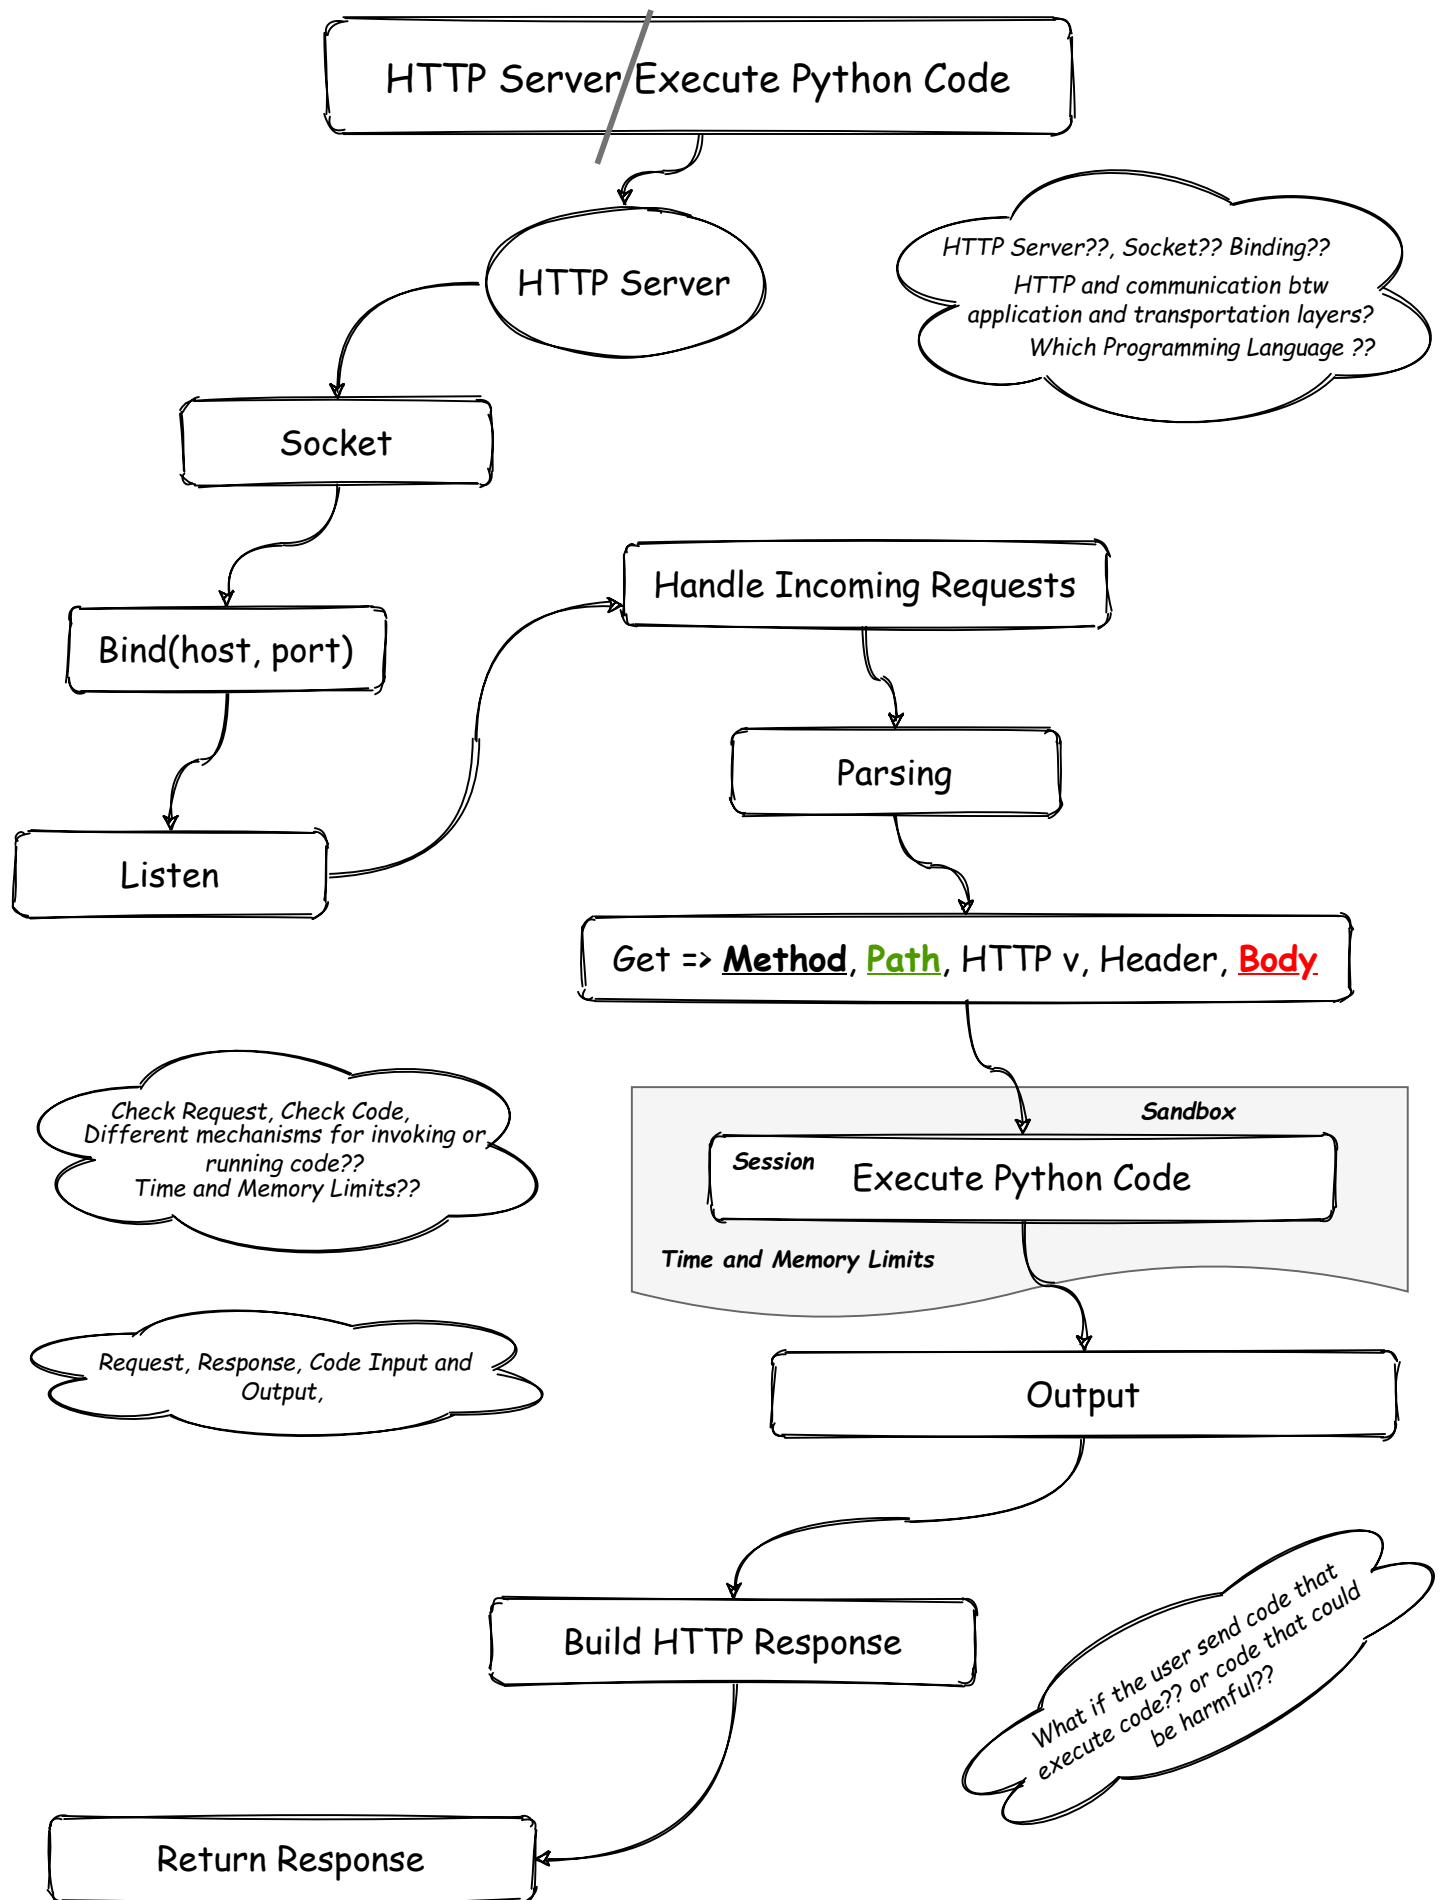 HTTP Server Execute Python Code
HTTP Server
HTTP Server??, Socket?? Binding??
HTTP and communication btw
application and transportation layers?
Which Programming Language ??
Socket
Handle Incoming Requests
Bind(host, port)
Parsing
Listen
Get => Method, Path, HTTP v, Header, Body
Check Request, Check Code,
Different mechanisms for invoking or
running code??
Time and Memory Limits??
Sandbox
Session
Execute Python Code
Time and Memory Limits
Request, Response, Code Input and
Output,
Output
Build HTTP Response
What if the user send code that
execute code?? or code that could
be harmful??
Return Response